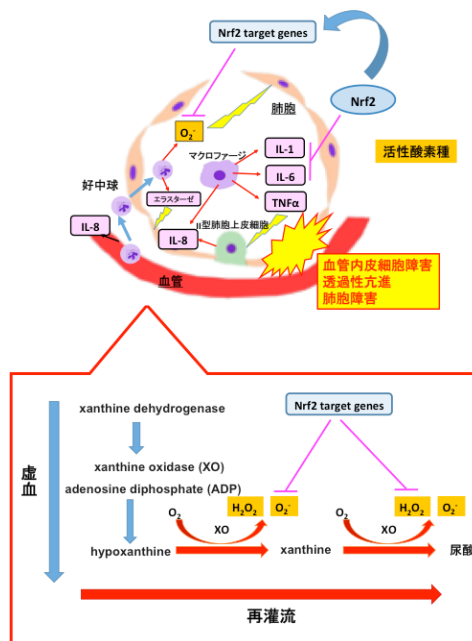 Nrf2 target genes
Nrf2
肺胞
O₂⁻
マクロファージ
IL-1
IL-6
TNFα
活性酸素種
好中球
エラスターゼ
II型肺胞上皮細胞
IL-8
IL-8
血管
血管内皮細胞障害
透過性亢進
肺胞障害
虚血
xanthine dehydrogenase
Nrf2 target genes
xanthine oxidase (XO)
adenosine diphosphate (ADP)
O₂
H₂O₂
O₂⁻
O₂
H₂O₂
O₂⁻
XO
XO
hypoxanthine
xanthine
尿酸
再灌流